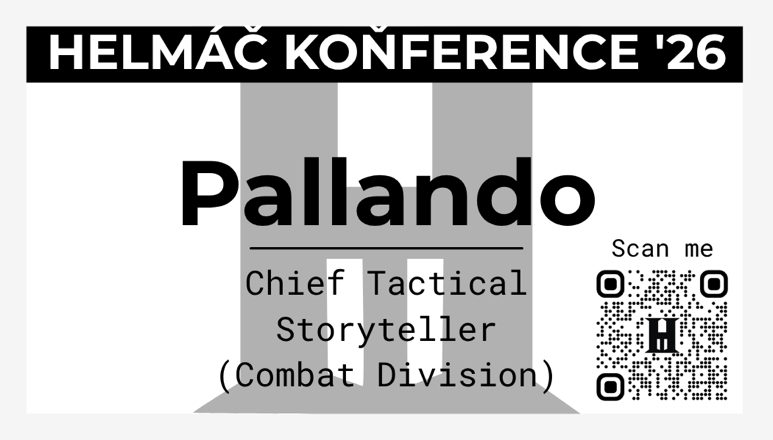 HELMÁČ KOŇFERENCE '26
Pallando
Chief Tactical
Storyteller
(Combat Division)
Scan me